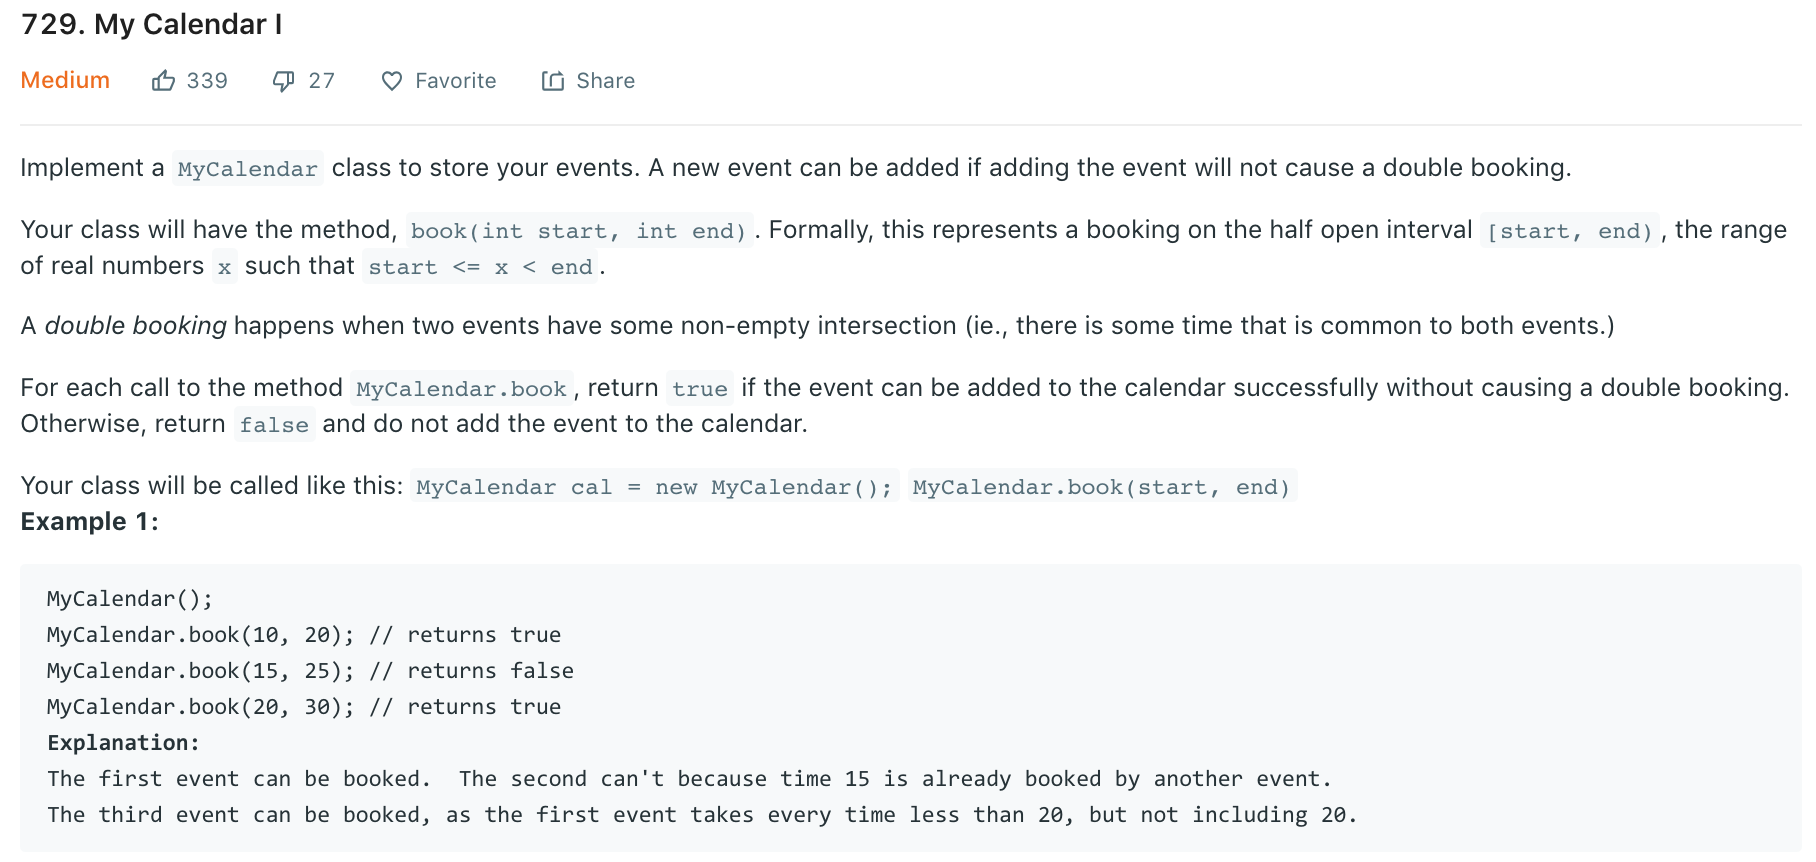 729. My Calendar I
Medium 339 27 Favorite Share
Implement a MyCalendar class to store your events. A new event can be added if adding the event will not cause a double booking.
Your class will have the method, book(int start, int end). Formally, this represents a booking on the half open interval [start, end), the range
of real numbers x such that start <= x < end.
A double booking happens when two events have some non-empty intersection (ie., there is some time that is common to both events.)
For each call to the method MyCalendar.book, return true if the event can be added to the calendar successfully without causing a double booking.
Otherwise, return false and do not add the event to the calendar.
Your class will be called like this: MyCalendar cal = new MyCalendar(); MyCalendar.book(start, end)
Example 1:
MyCalendar();
MyCalendar.book(10, 20); // returns true
MyCalendar.book(15, 25); // returns false
MyCalendar.book(20, 30); // returns true
Explanation:
The first event can be booked.  The second can't because time 15 is already booked by another event.
The third event can be booked, as the first event takes every time less than 20, but not including 20.